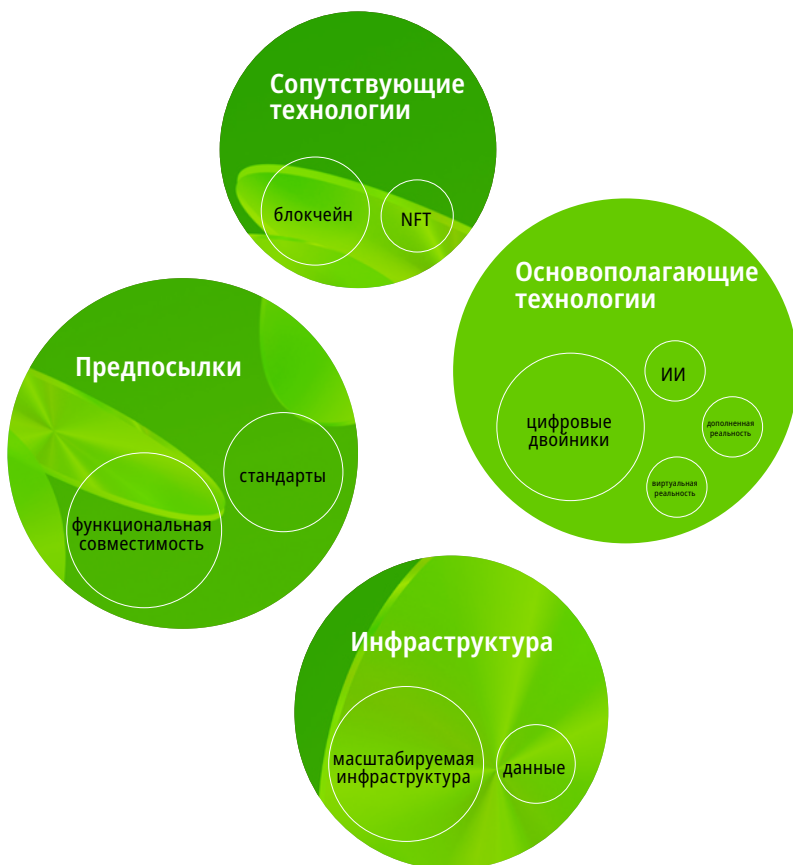 Сопутствующие
технологии
блокчейн
NFT
Основополагающие
технологии
ИИ
цифровые
двойники
дополненная
реальность
виртуальная
реальность
Предпосылки
стандарты
функциональная
совместимость
Инфраструктура
масштабируемая
инфраструктура
данные